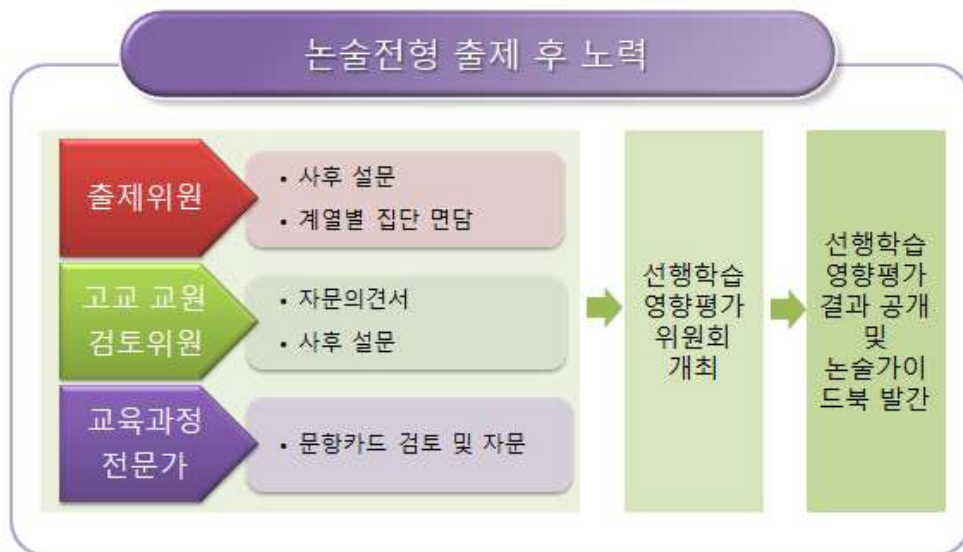 논술전형 출제 후 노력
출제위원
• 사후 설문
• 계열별 집단 면담
고교 교원
검토위원
• 자문의견서
• 사후 설문
교육과정
전문가
• 문항카드 검토 및 자문
선행학습
영향평가
위원회
개최
선행학습
영향평가
결과 공개
및
논술가이
드북 발간